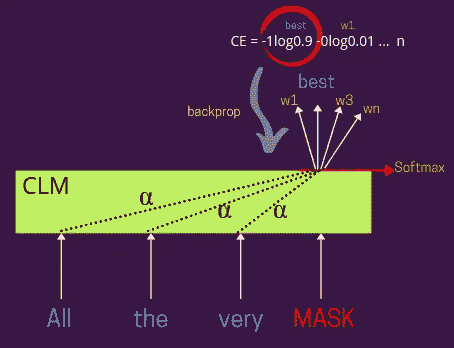 best w1
CE = -1log0.9 -0log0.01 ... n
best
backprop
w1 w3 wn
Softmax
CLM
α
α α
All the very MASK